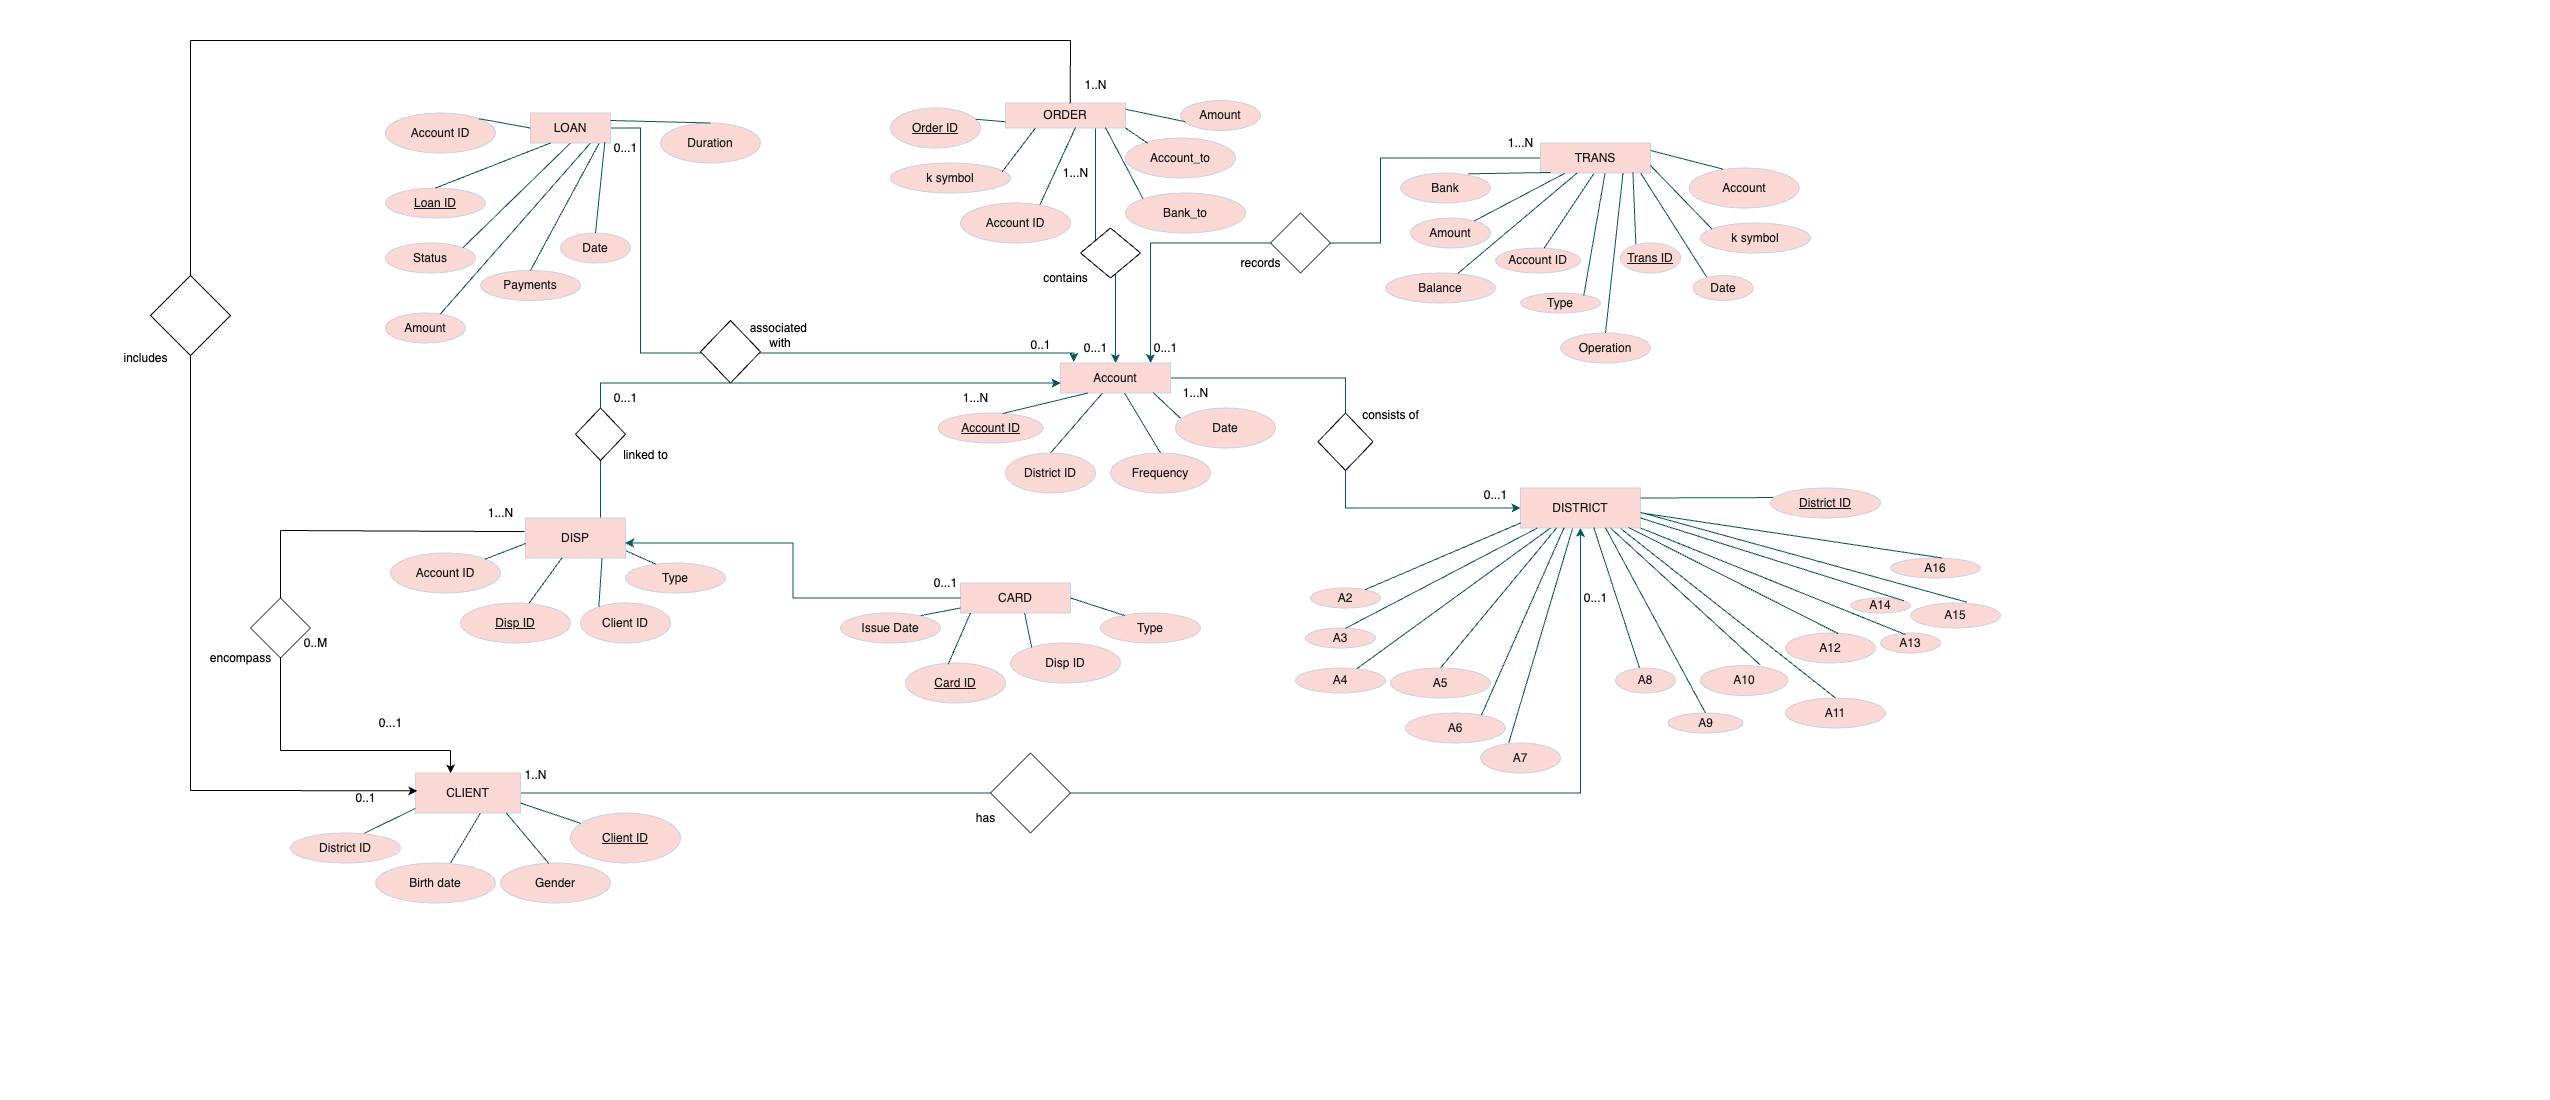 1..N
ORDER
Order ID
Amount
k symbol
Account_to
1...N
Account ID
Bank_to
contains
LOAN
Account ID
0...1
Duration
Loan ID
Status
Date
Payments
Amount
1...N
TRANS
Bank
Account
Amount
k symbol
Account ID
Trans ID
Balance
Date
Type
Operation
records
includes
associated
with
0..1
0...1
0...1
Account
0...1
1...N
1...N
Account ID
Date
District ID
Frequency
consists of
linked to
0...1
DISTRICT
District ID
1...N
DISP
Account ID
Type
Disp ID
Client ID
0...1
CARD
Issue Date
Type
Disp ID
Card ID
A16
A2
0...1
A14
A15
A3
A12
A13
A4
A5
A8
A10
A6
A9
A11
A7
0..M
encompass
0...1
1..N
CLIENT
0..1
has
District ID
Client ID
Birth date
Gender